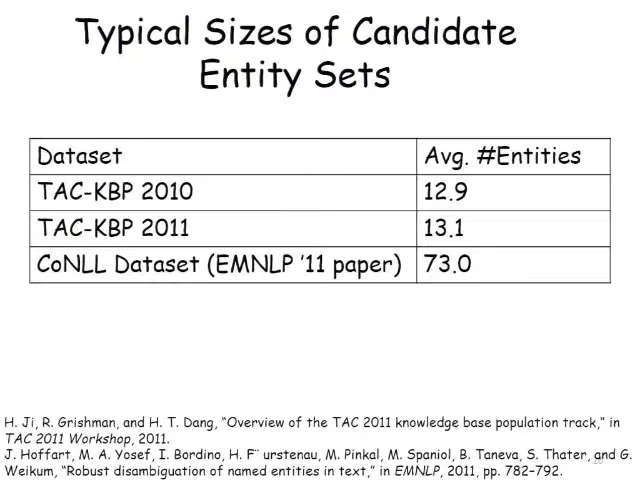 Typical Sizes of Candidate
Entity Sets
Dataset Avg. #Entities
TAC-KBP 2010 12.9
TAC-KBP 2011 13.1
CoNLL Dataset (EMNLP ’11 paper) 73.0
H. Ji, R. Grishman, and H. T. Dang, “Overview of the TAC 2011 knowledge base population track,” in
TAC 2011 Workshop, 2011.
J. Hoffart, M. A. Yosef, I. Bordino, H. F¨ urstenau, M. Pinkal, M. Spaniol, B. Taneva, S. Thater, and G.
Weikum, “Robust disambiguation of named entities in text,” in EMNLP, 2011, pp. 782–792.